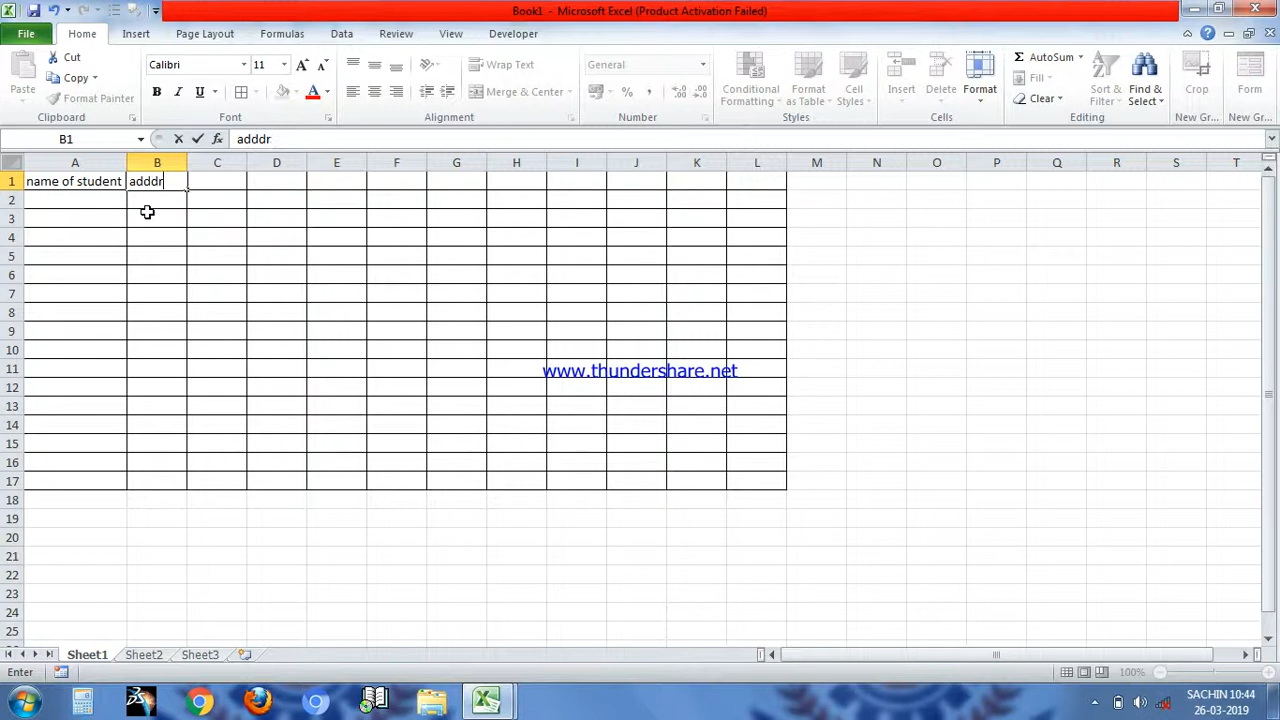 Book1 - Microsoft Excel (Product Activation Failed)
File Home Insert Page Layout Formulas Data Review View Developer
Paste
Cut
Copy
Format Painter
Clipboard
Calibri 11
A A
B I U A
Font
Wrap Text
Merge & Center
Alignment
General
% , .0 .00 .00 .0
Number
Conditional Formatting
Format as Table
Cell Styles
Styles
Insert Delete Format
Cells
Σ AutoSum
Fill
Clear
Sort & Filter
Find & Select
Editing
Crop
New Gr...
Form
New Gr...
B1 fx adddr
A B C D E F G H I J K L M N O P Q R S T
1 name of student adddr
2
3
4
5
6
7
8
9
10
11 www.thundershare.net
12
13
14
15
16
17
18
19
20
21
22
23
24
25
Sheet1 Sheet2 Sheet3
Enter 100%
SACHIN 10:44
26-03-2019